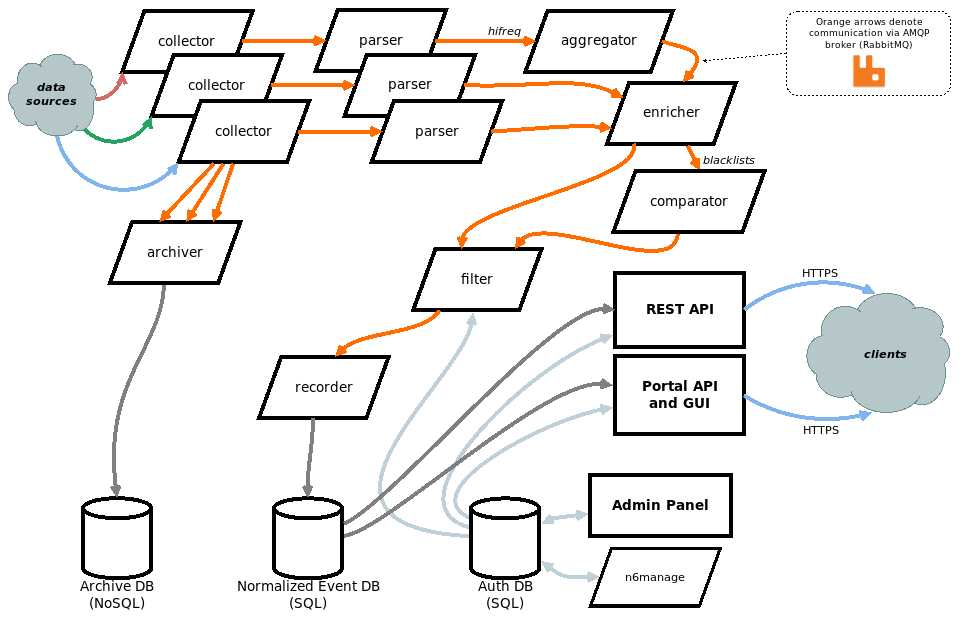 Orange arrows denote
communication via AMQP
broker (RabbitMQ)
collector
parser
hifreq
aggregator
data
sources
collector
parser
enricher
collector
parser
blacklists
comparator
archiver
filter
HTTPS
REST API
clients
recorder
Portal API
and GUI
HTTPS
Admin Panel
n6manage
Archive DB
(NoSQL)
Normalized Event DB
(SQL)
Auth DB
(SQL)